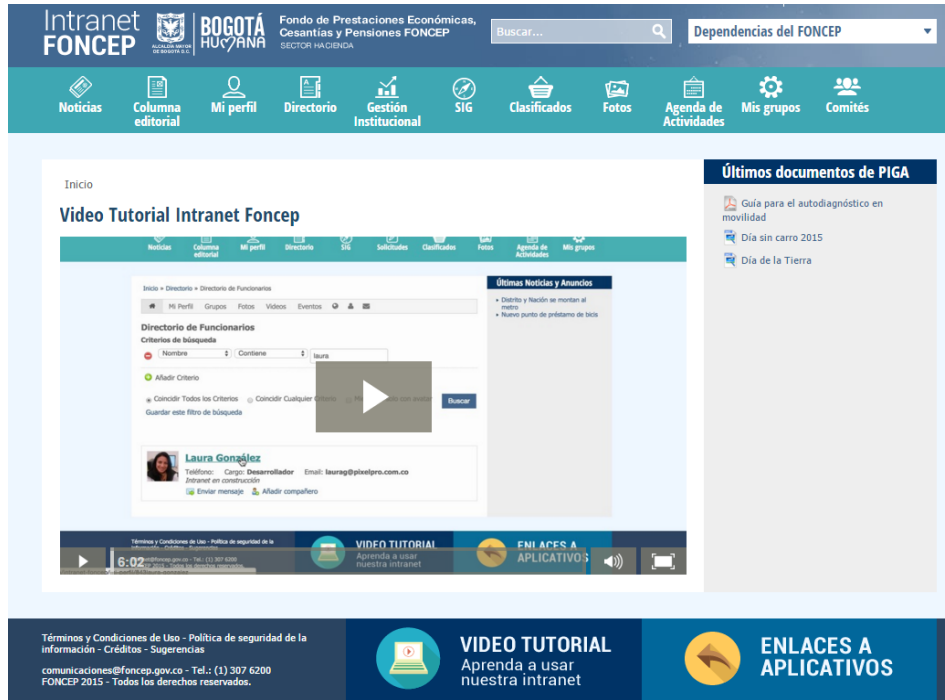 Intranet
FONCEP
ALCALDÍA MAYOR
DE BOGOTÁ D.C.
BOGOTÁ
HUMANA
Fondo de Prestaciones Económicas,
Cesantías y Pensiones FONCEP
SECTOR HACIENDA
Buscar...
Dependencias del FONCEP
Noticias
Columna
editorial
Mi perfil
Directorio
Gestión
Institucional
SIG
Clasificados
Fotos
Agenda de
Actividades
Mis grupos
Comités
Inicio
Video Tutorial Intranet Foncep
Noticias
Columna
editorial
Mi perfil
Directorio
SIG
Solicitudes
Clasificados
Fotos
Agenda de
Actividades
Mis grupos
Inicio » Directorio » Directorio de Funcionarios
Mi Perfil Grupos Fotos Videos Eventos
Directorio de Funcionarios
Criterios de búsqueda
Nombre Contiene laura
Añadir Criterio
Coincidir Todos los Criterios Coincidir Cualquier
Buscar
Guardar este filtro de búsqueda
Laura González
Teléfono: Cargo: Desarrollador Email: laurag@pixelpro.com.co
Intranet en construcción
Enviar mensaje Añadir compañero
Últimas Noticias y Anuncios
Distrito y Nación se montan al
metro
Nuevo punto de préstamo de bicis
Términos y Condiciones de Uso - Política de seguridad de la
VIDEO TUTORIAL
Aprenda a usar
nuestra intranet
ENLACES A
APLICATIVOS
6:02
Últimos documentos de PIGA
Guía para el autodiagnóstico en
movilidad
Día sin carro 2015
Día de la Tierra
Términos y Condiciones de Uso - Política de seguridad de la
información - Créditos - Sugerencias
comunicaciones@foncep.gov.co - Tel.: (1) 307 6200
FONCEP 2015 - Todos los derechos reservados.
VIDEO TUTORIAL
Aprenda a usar
nuestra intranet
ENLACES A
APLICATIVOS